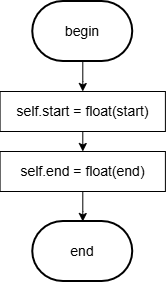 begin
self.start = float(start)
self.end = float(end)
end